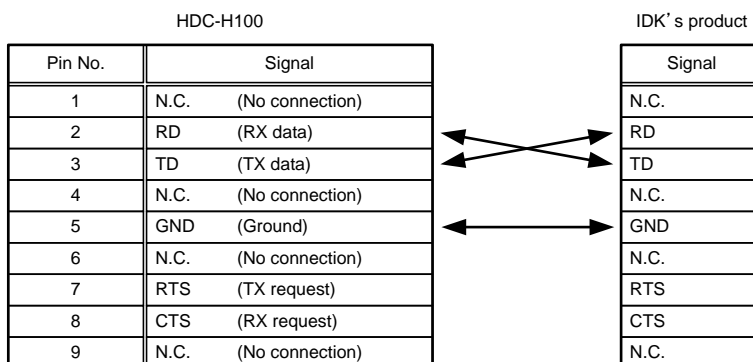 HDC-H100 IDK’s product
Pin No. Signal Signal
1 N.C. (No connection) N.C.
2 RD (RX data) RD
3 TD (TX data) TD
4 N.C. (No connection) N.C.
5 GND (Ground) GND
6 N.C. (No connection) N.C.
7 RTS (TX request) RTS
8 CTS (RX request) CTS
9 N.C. (No connection) N.C.